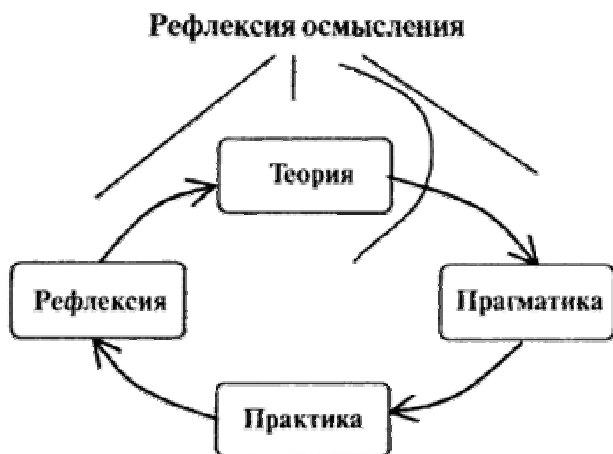 Рефлексия осмысления
Теория
Рефлексия
Прагматика
Практика